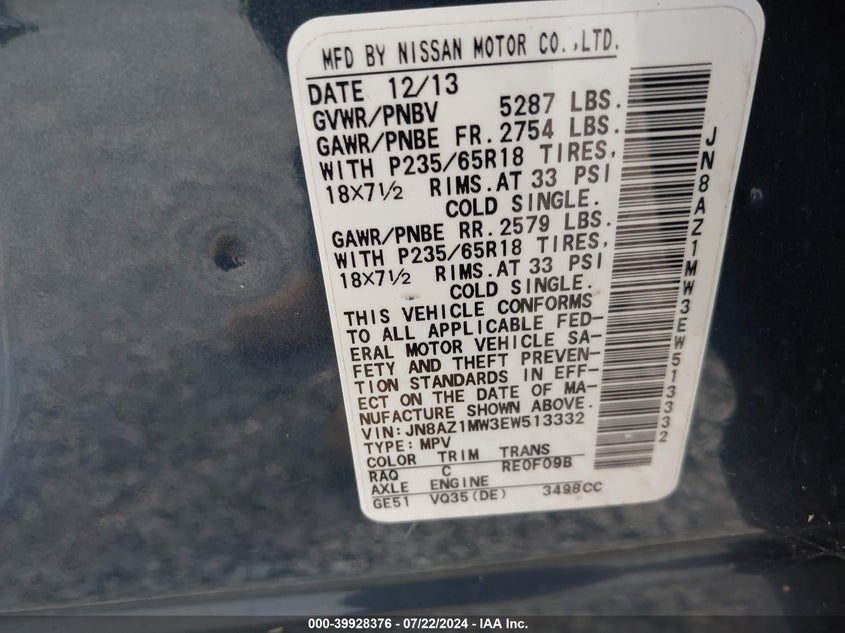 MFD BY NISSAN MOTOR CO.,LTD.
DATE 12/13
GVWR/PNBV 5287 LBS.
GAWR/PNBE FR. 2754 LBS.
WITH P235/65R18 TIRES,
18×7½ RIMS. AT 33 PSI
COLD SINGLE.
GAWR/PNBE RR. 2579 LBS.
WITH P235/65R18 TIRES,
18×7½ RIMS. AT 33 PSI
COLD SINGLE.
THIS VEHICLE CONFORMS
TO ALL APPLICABLE FED-
ERAL MOTOR VEHICLE SA-
FETY AND THEFT PREVEN-
TION STANDARDS IN EFF-
ECT ON THE DATE OF MA-
NUFACTURE SHOWN ABOVE.
VIN:JN8AZ1MW3EW513332
TYPE:MPV
COLOR TRIM TRANS
RAQ C RE0F09B
AXLE ENGINE
GE51 VQ35(DE) 3498CC
JN8AZ1MW3EW513332
000-39928376 / 07/22/2024 - IAA Inc.